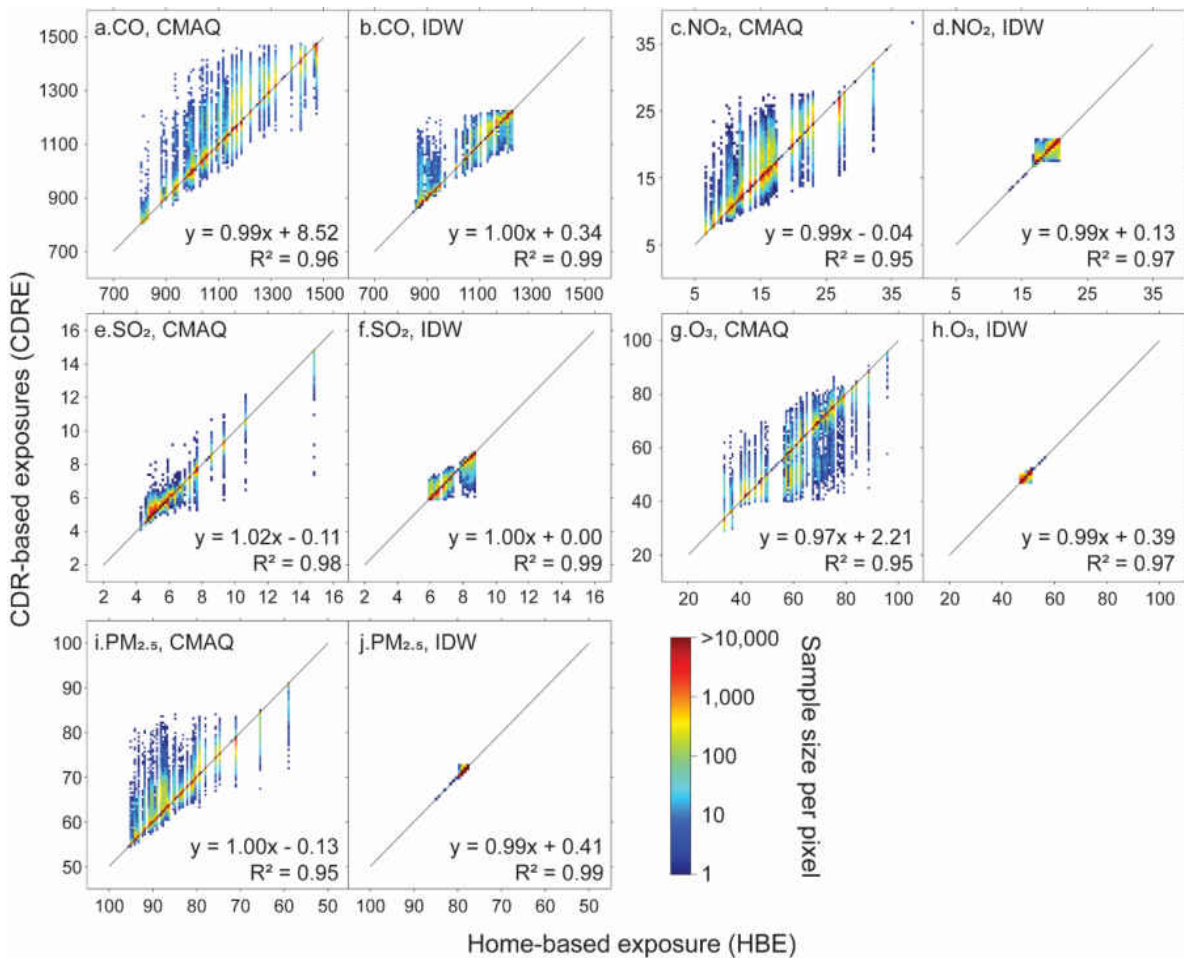 a.CO, CMAQ
b.CO, IDW
1500
1300
1100
900
700
y = 0.99x + 8.52
R² = 0.96
y = 1.00x + 0.34
R² = 0.99
700 900 1100 1300 1500
700 900 1100 1300 1500
c.NO₂, CMAQ
d.NO₂, IDW
35
25
15
5
y = 0.99x - 0.04
R² = 0.95
y = 0.99x + 0.13
R² = 0.97
5 15 25 35
5 15 25 35
CDR-based exposures (CDRE)
e.SO₂, CMAQ
f.SO₂, IDW
16
14
12
10
8
6
4
2
y = 1.02x - 0.11
R² = 0.98
y = 1.00x + 0.00
R² = 0.99
2 4 6 8 10 12 14 16
2 4 6 8 10 12 14 16
g.O₃, CMAQ
h.O₃, IDW
100
80
60
40
20
y = 0.97x + 2.21
R² = 0.95
y = 0.99x + 0.39
R² = 0.97
20 40 60 80 100
20 40 60 80 100
i.PM₂.₅, CMAQ
j.PM₂.₅, IDW
100
90
80
70
60
50
y = 1.00x - 0.13
R² = 0.95
y = 0.99x + 0.41
R² = 0.99
100 90 80 70 60 50
100 90 80 70 60 50
>10,000
1,000
100
10
1
Sample size per pixel
Home-based exposure (HBE)